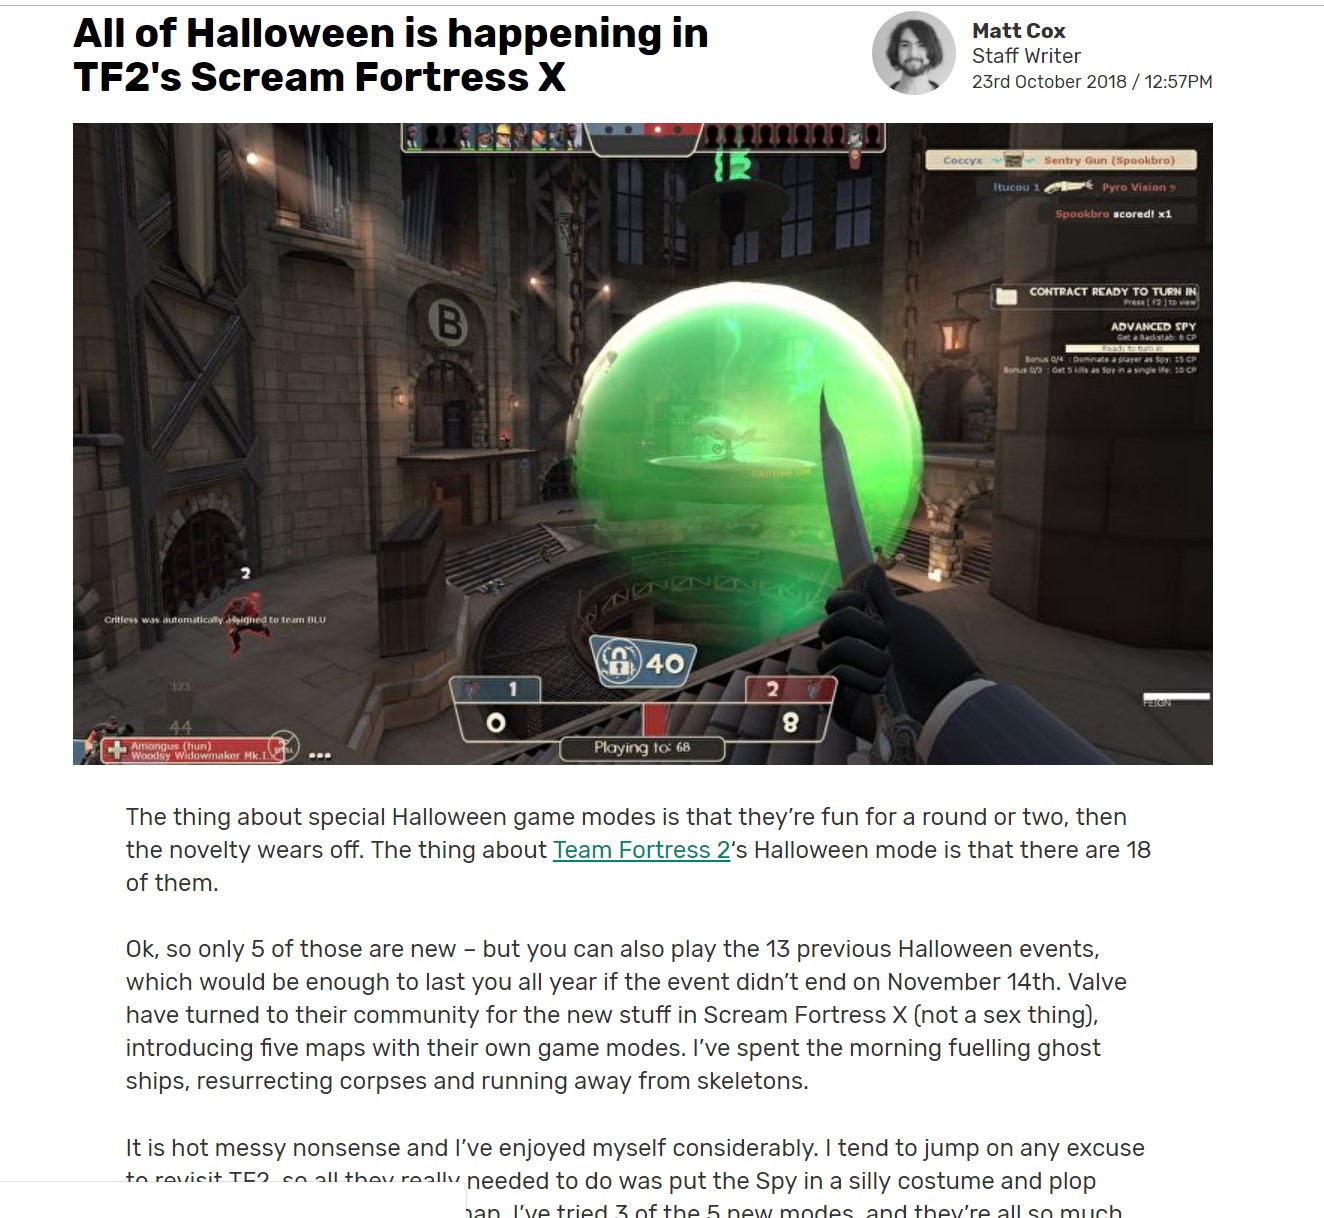 All of Halloween is happening in
TF2's Scream Fortress X
Matt Cox
Staff Writer
23rd October 2018 / 12:57PM
Coccyx Sentry Gun (Spookbro)
Itucou 1 Pyro Vision
Spookbro scored! x1
CONTRACT READY TO TURN IN
Press [ F2 ] to view
ADVANCED SPY
Get a Backstab: 6 CP
Ready to turn in
Bonus 0/4 : Dominate a player as Spy: 15 CP
Bonus 0/3 : Get 5 kills as Spy in a single life: 10 CP
B
2
Critless was automatically assigned to team BLU
40
125
1
2
FEIGN
44
0
8
Amongus (hun)
Woodsy Widowmaker Mk.1
Playing to: 68
The thing about special Halloween game modes is that they’re fun for a round or two, then
the novelty wears off. The thing about Team Fortress 2‘s Halloween mode is that there are 18
of them.
Ok, so only 5 of those are new – but you can also play the 13 previous Halloween events,
which would be enough to last you all year if the event didn’t end on November 14th. Valve
have turned to their community for the new stuff in Scream Fortress X (not a sex thing),
introducing five maps with their own game modes. I’ve spent the morning fuelling ghost
ships, resurrecting corpses and running away from skeletons.
It is hot messy nonsense and I’ve enjoyed myself considerably. I tend to jump on any excuse
to revisit TF2, so all they really needed to do was put the Spy in a silly costume and plop
I’ve tried 3 of the 5 new modes, and they’re all so much